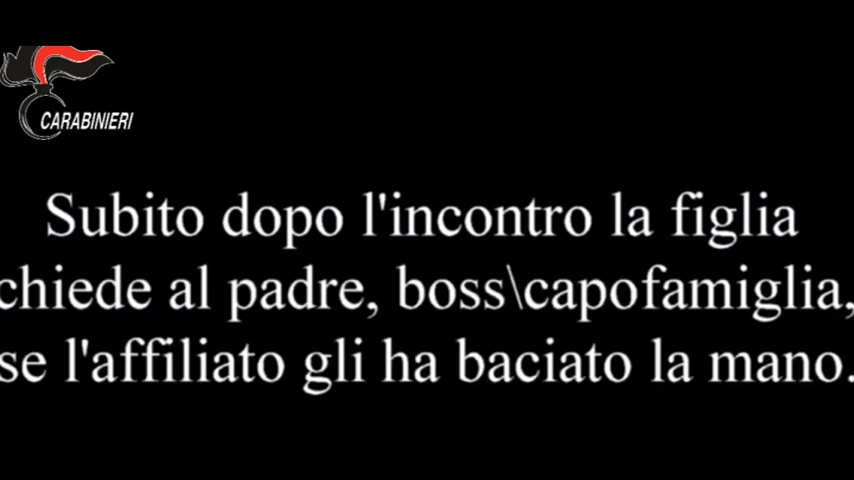 CARABINIERI
Subito dopo l'incontro la figlia
chiede al padre, boss\capofamiglia,
se l'affiliato gli ha baciato la mano.